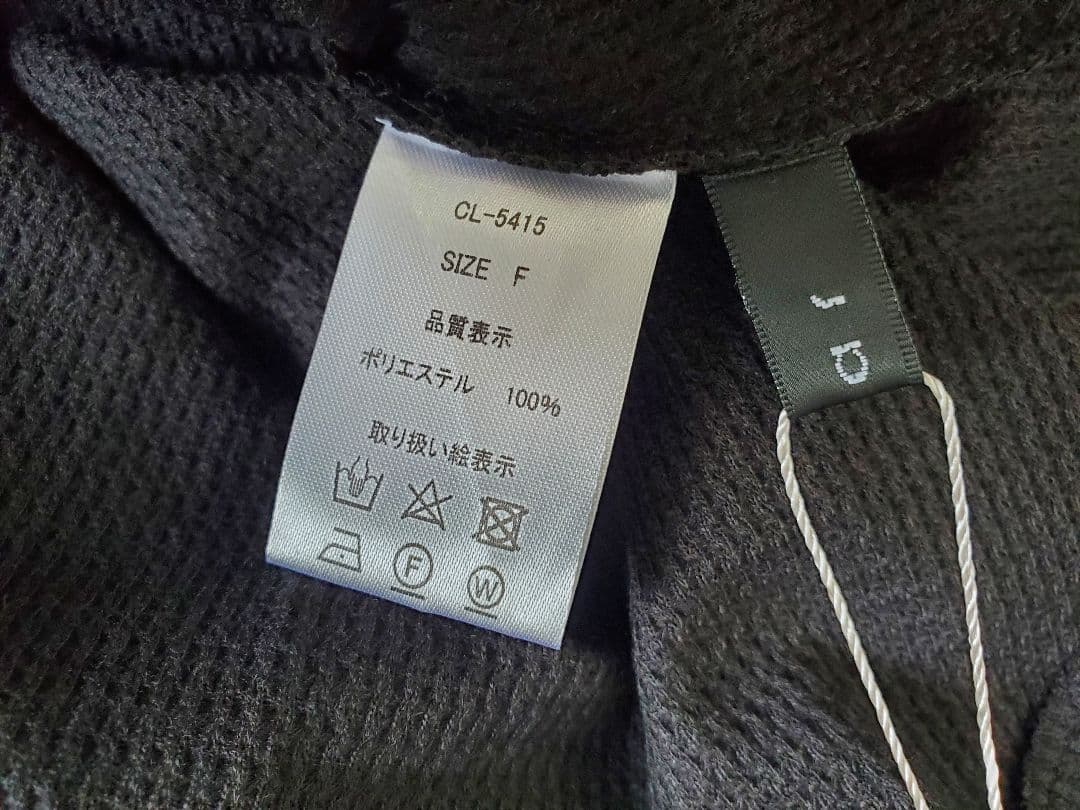 CL-5415
SIZE F
品質表示
ポリエステル 100%
取り扱い絵表示
F
W